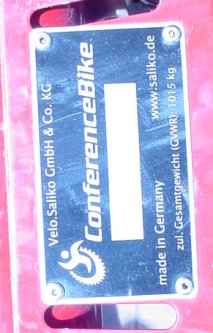 Velo.Saliko GmbH & Co. KG
ConferenceBike
www.saliko.de
made in Germany
zul. Gesamtgewicht (GVWR): 1015 kg